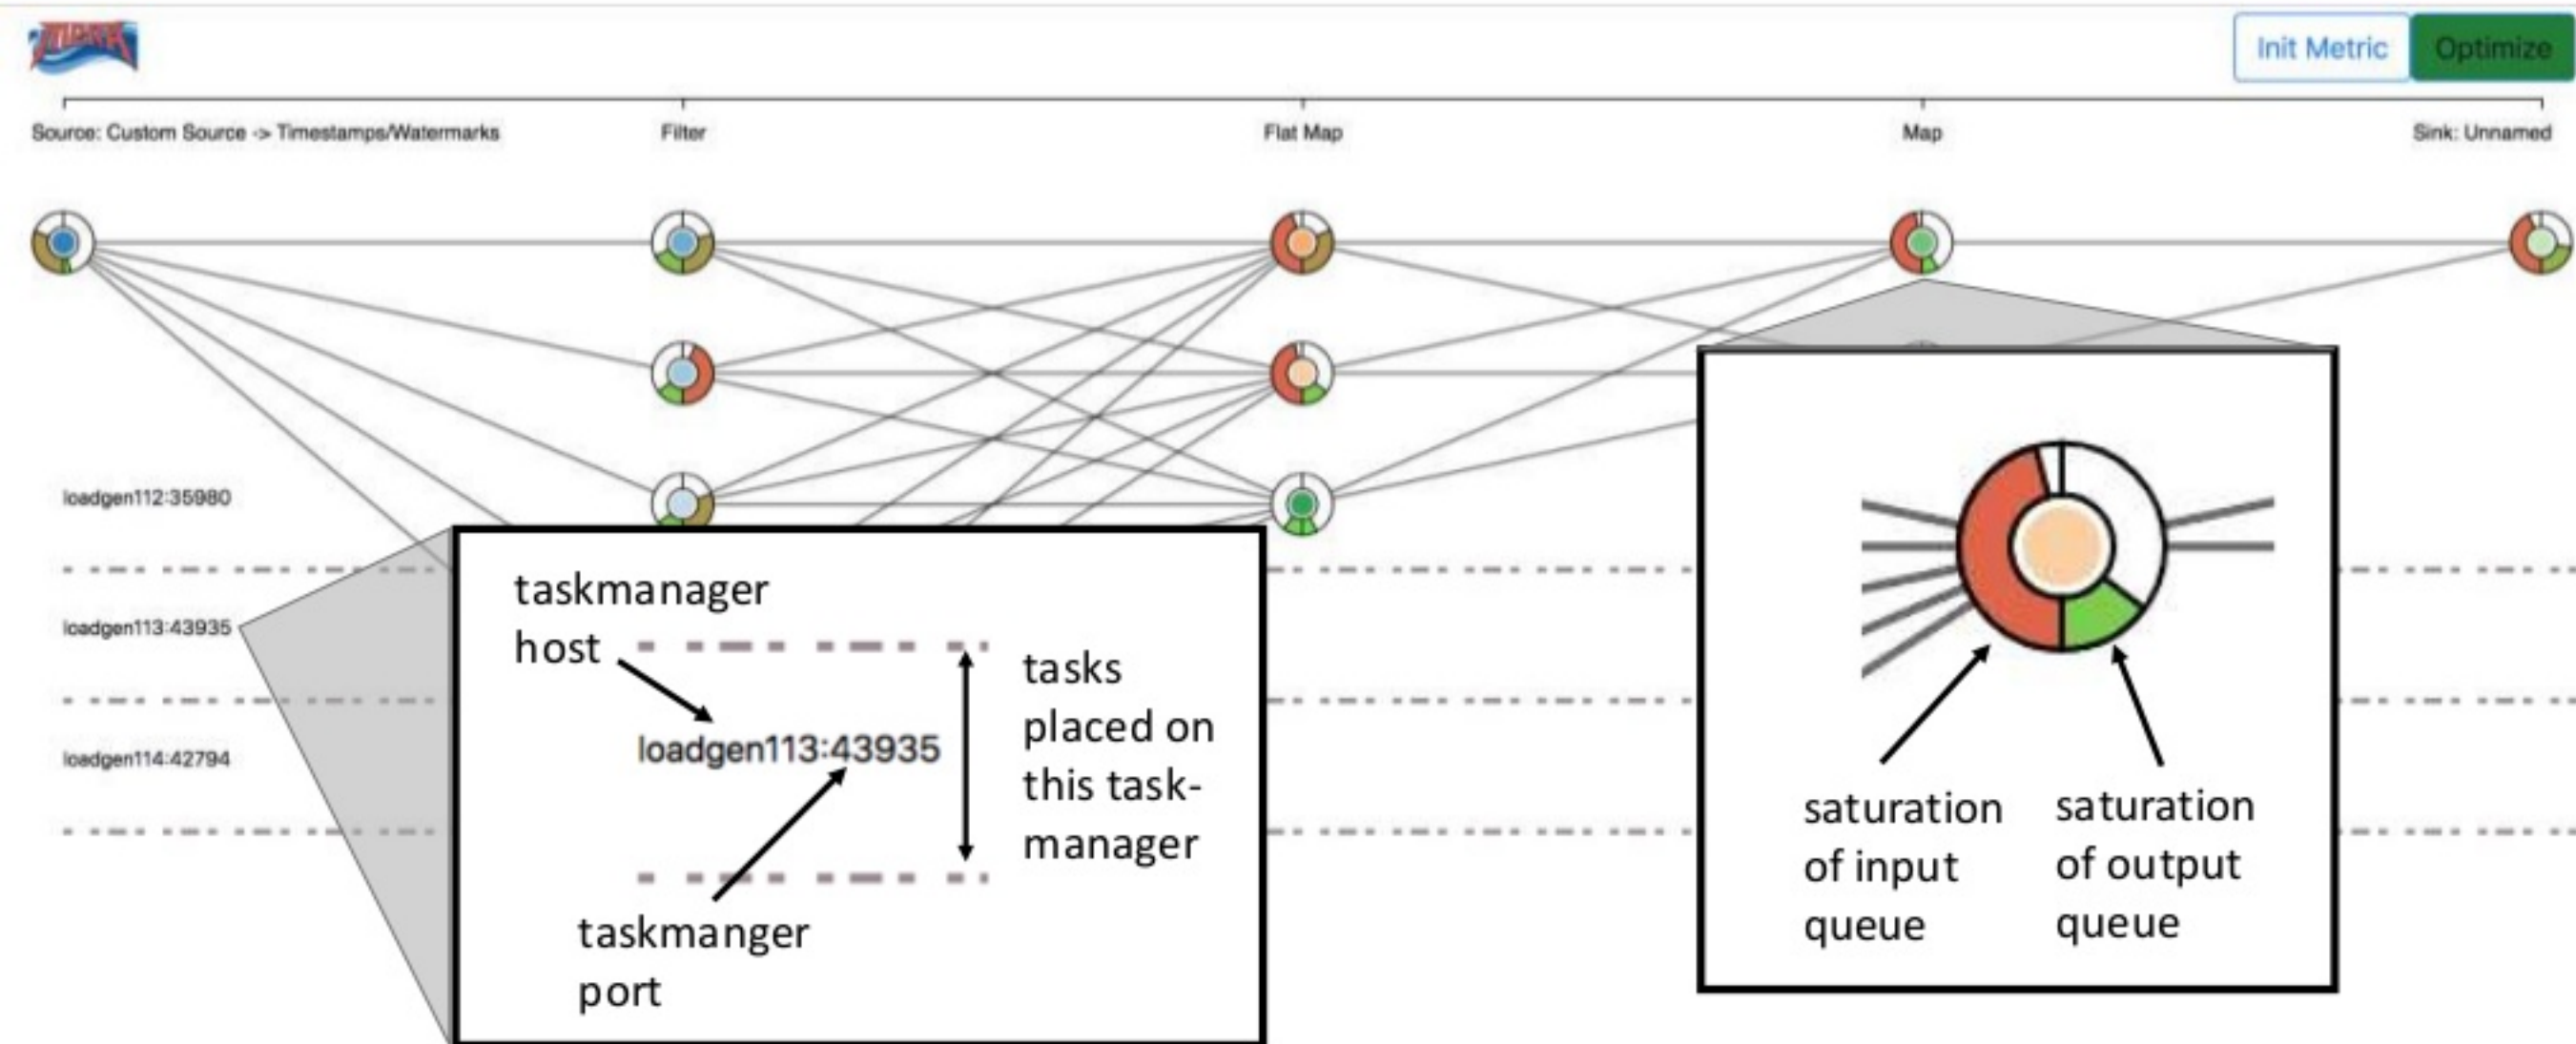 Init Metric
Optimize
Source: Custom Source -> Timestamps/Watermarks
Filter
Flat Map
Map
Sink: Unnamed
loadgen112:35980
loadgen113:43935
loadgen114:42794
taskmanager
host
loadgen113:43935
tasks
placed on
this task-
manager
taskmanger
port
saturation
of input
queue
saturation
of output
queue